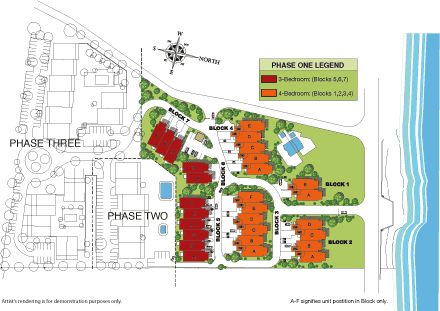 W
S
NORTH
E
PHASE ONE LEGEND
3-Bedroom: (Blocks 5,6,7)
4-Bedroom: (Blocks 1,2,3,4)
BLOCK 7
BLOCK 4
E
D
C
B
A
PHASE THREE
BLOCK 6
B
A
BLOCK 1
PHASE TWO
BLOCK 5
BLOCK 3
F
E
D
C
B
A
D
C
B
A
BLOCK 2
Artist's rendering is for demonstration purposes only.
A-F signifies unit position in Block only.